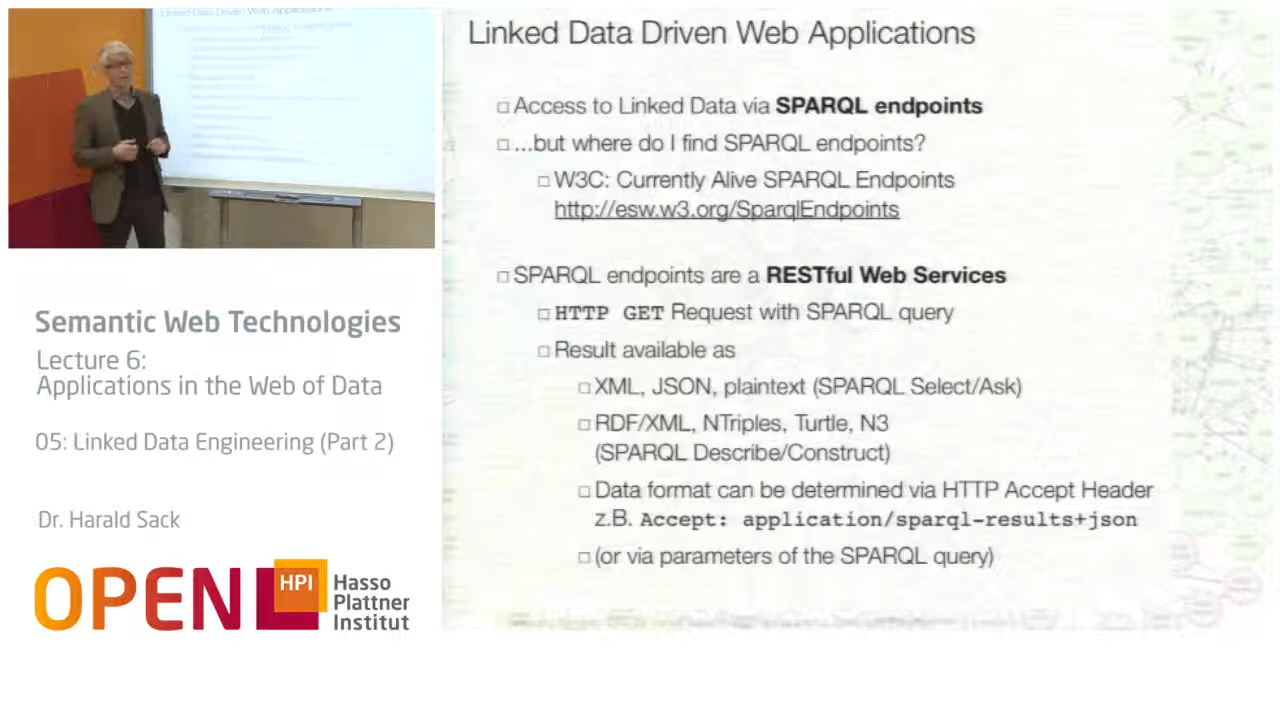 Linked Data Driven Web Applications
Access to Linked Data via SPARQL endpoints
...but where do I find SPARQL endpoints?
W3C: Currently Alive SPARQL Endpoints
http://esw.w3.org/SparqlEndpoints
SPARQL endpoints are a RESTful Web Services
HTTP GET Request with SPARQL query
Result available as
XML, JSON, plaintext (SPARQL Select/Ask)
RDF/XML, NTriples, Turtle, N3
(SPARQL Describe/Construct)
Data format can be determined via HTTP Accept Header
z.B. Accept: application/sparql-results+json
(or via parameters of the SPARQL query)
Semantic Web Technologies
Lecture 6:
Applications in the Web of Data
05: Linked Data Engineering (Part 2)
Dr. Harald Sack
OPEN HPI
Hasso
Plattner
Institut